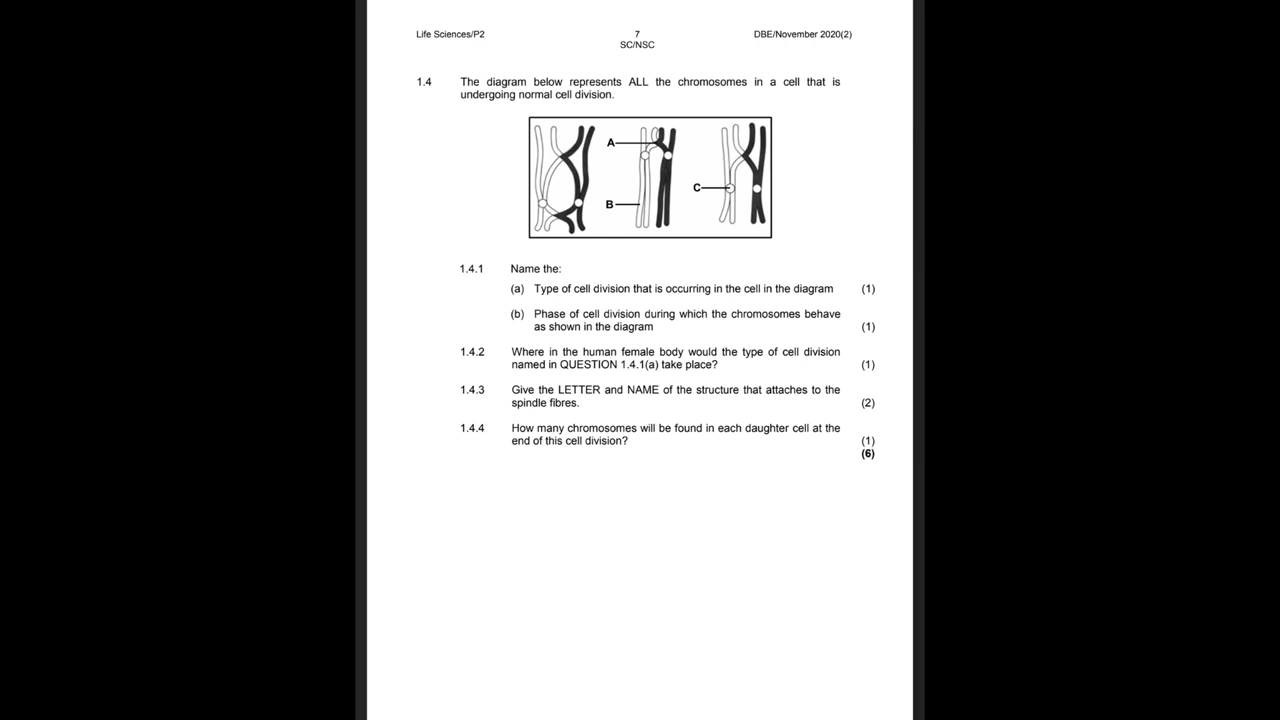 Life Sciences/P2 7 DBE/November 2020(2)
SC/NSC
1.4 The diagram below represents ALL the chromosomes in a cell that is
undergoing normal cell division.
A
B
C
1.4.1 Name the:
(a) Type of cell division that is occurring in the cell in the diagram (1)
(b) Phase of cell division during which the chromosomes behave
as shown in the diagram (1)
1.4.2 Where in the human female body would the type of cell division
named in QUESTION 1.4.1(a) take place? (1)
1.4.3 Give the LETTER and NAME of the structure that attaches to the
spindle fibres. (2)
1.4.4 How many chromosomes will be found in each daughter cell at the
end of this cell division? (1)
(6)